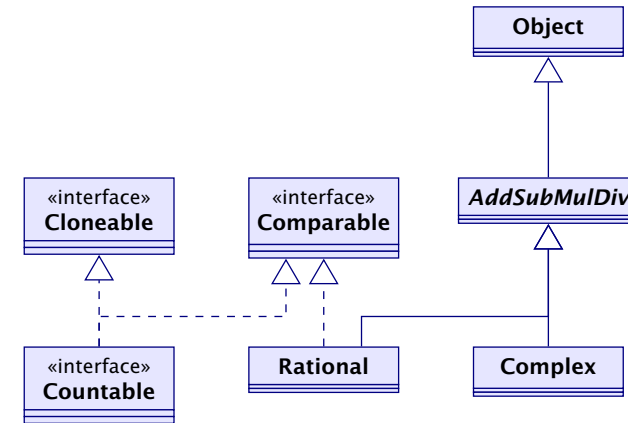 Object
«interface»
Cloneable
«interface»
Comparable
AddSubMulDiv
«interface»
Countable
Rational
Complex